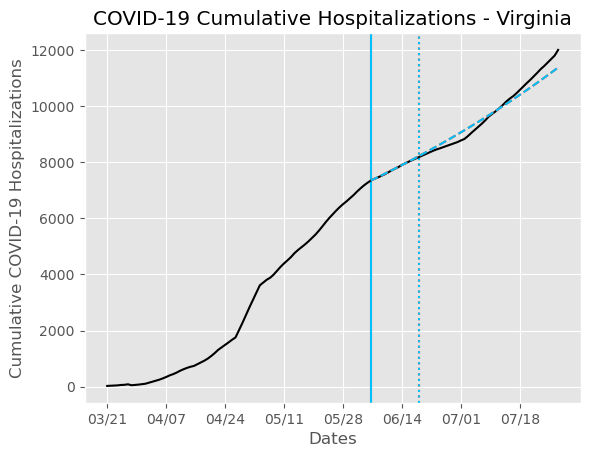 COVID-19 Cumulative Hospitalizations - Virginia
Cumulative COVID-19 Hospitalizations
12000
10000
8000
6000
4000
2000
0
03/21 04/07 04/24 05/11 05/28 06/14 07/01 07/18
Dates